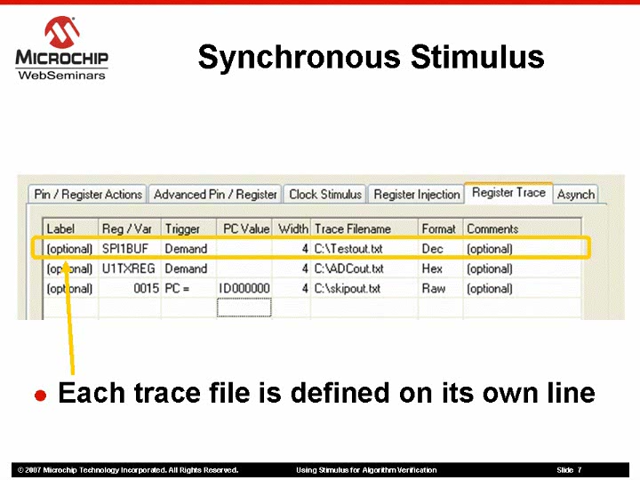 MICROCHIP
WebSeminars
Synchronous Stimulus
Pin / Register Actions Advanced Pin / Register Clock Stimulus Register Injection Register Trace Asynch
Label Reg / Var Trigger PC Value Width Trace Filename Format Comments
(optional) SPI1BUF Demand 4 C:\Testout.txt Dec (optional)
(optional) U1TXREG Demand 4 C:\ADCout.txt Hex (optional)
(optional) 0015 PC = ID000000 4 C:\skipout.txt Raw (optional)
• Each trace file is defined on its own line
© 2007 Microchip Technology Incorporated. All Rights Reserved. Using Stimulus for Algorithm Verification Slide 7